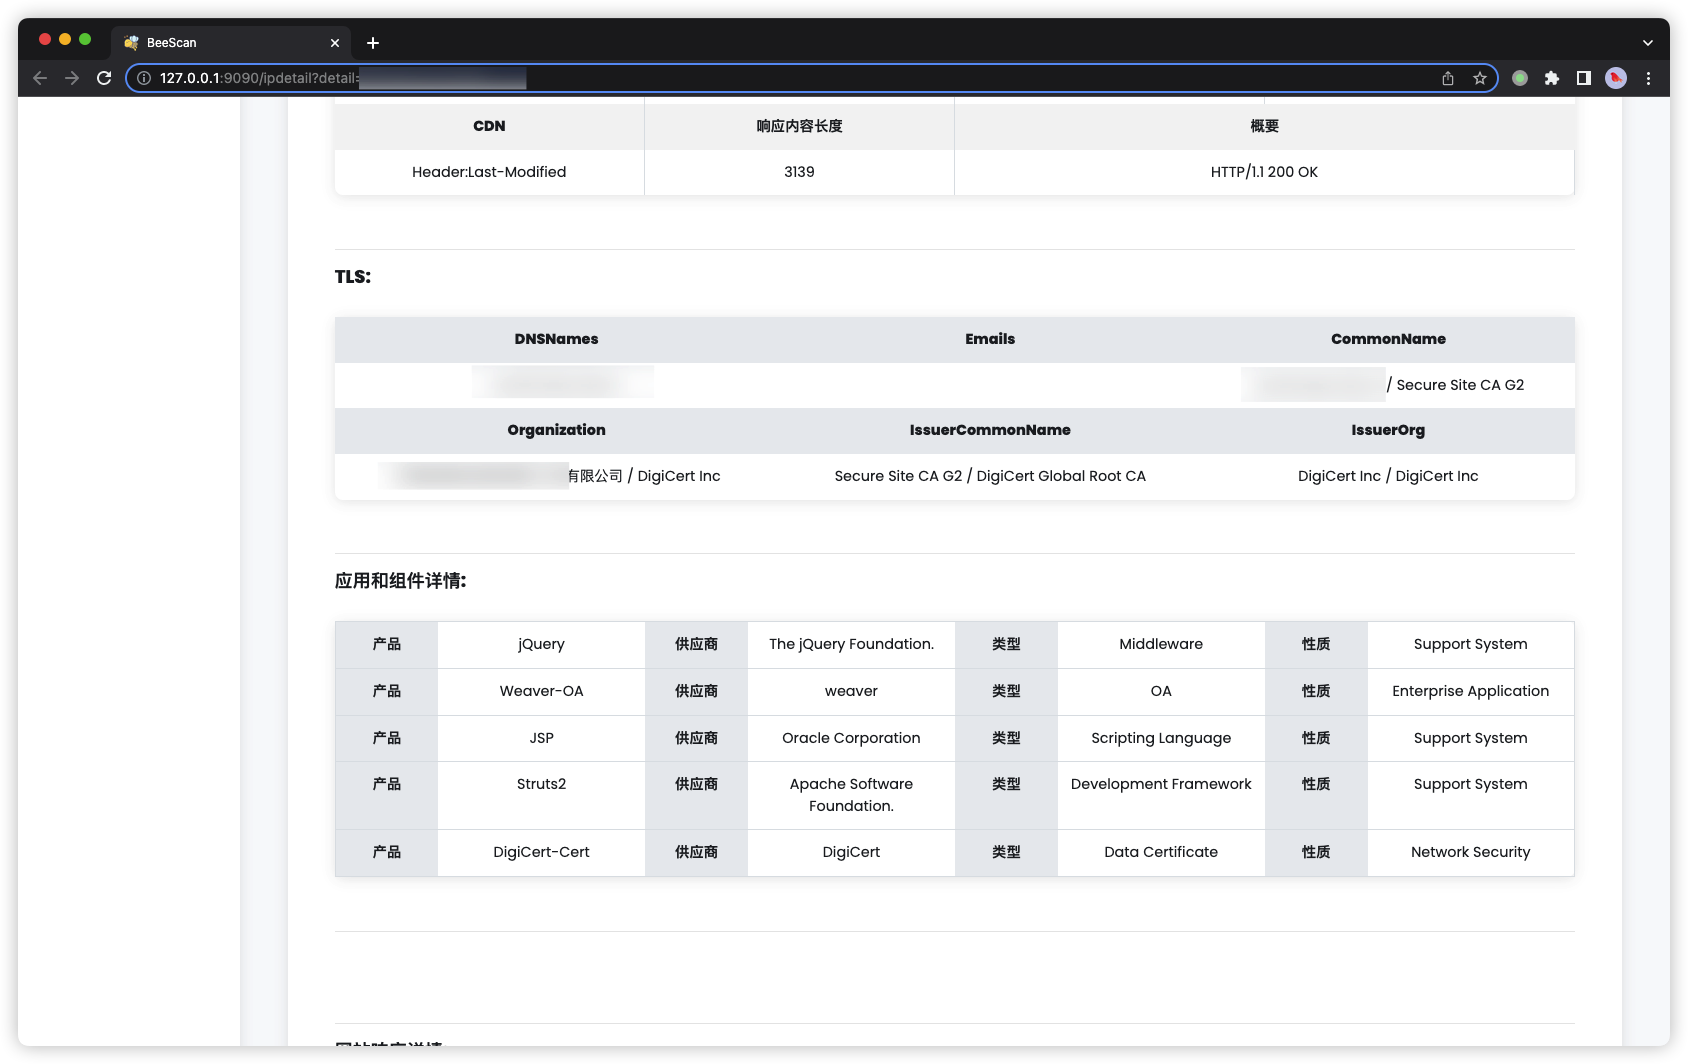 BeeScan
127.0.0.1:9090/ipdetail?detail=
CDN 响应内容长度 概要
Header:Last-Modified 3139 HTTP/1.1 200 OK
TLS:
DNSNames Emails CommonName
/ Secure Site CA G2
Organization IssuerCommonName IssuerOrg
有限公司 / DigiCert Inc Secure Site CA G2 / DigiCert Global Root CA DigiCert Inc / DigiCert Inc
应用和组件详情:
产品 jQuery 供应商 The jQuery Foundation. 类型 Middleware 性质 Support System
产品 Weaver-OA 供应商 weaver 类型 OA 性质 Enterprise Application
产品 JSP 供应商 Oracle Corporation 类型 Scripting Language 性质 Support System
产品 Struts2 供应商 Apache Software 类型 Development Framework 性质 Support System
Foundation.
产品 DigiCert-Cert 供应商 DigiCert 类型 Data Certificate 性质 Network Security